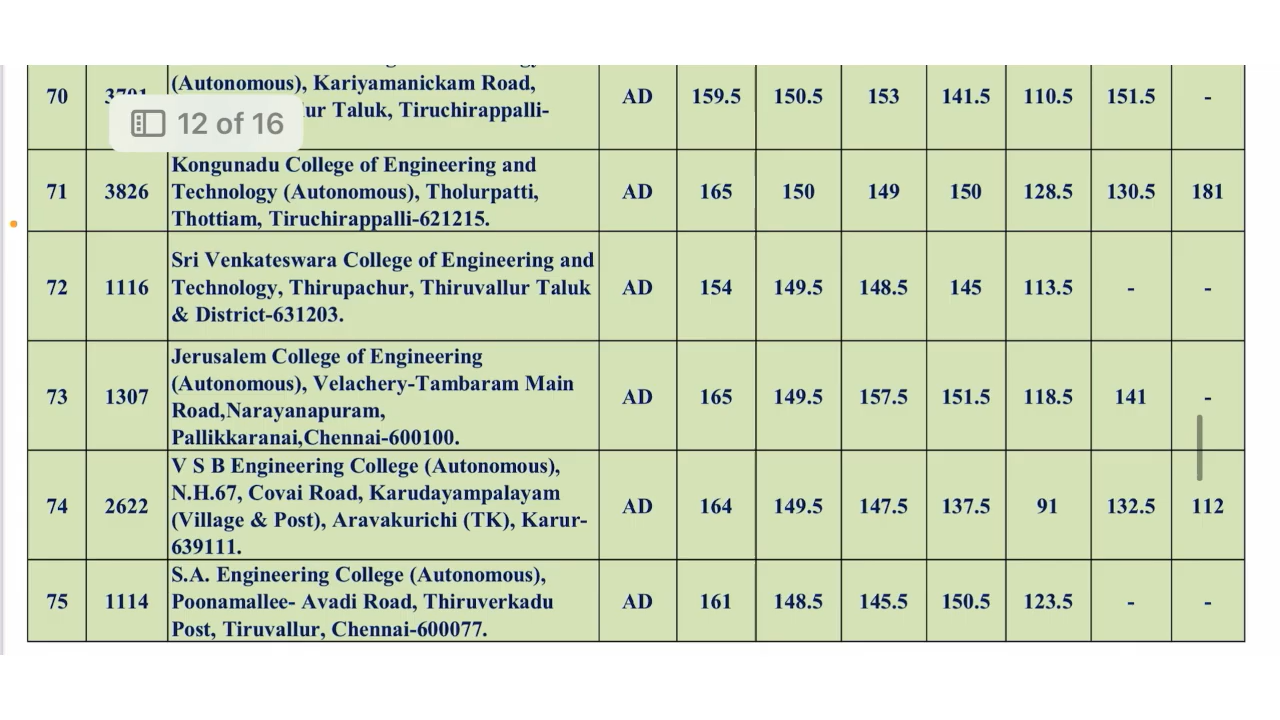 70
(Autonomous), Kariyamanickam Road,
Taluk, Tiruchirappalli-
AD 159.5 150.5 153 141.5 110.5 151.5 -
12 of 16
71 3826
Kongunadu College of Engineering and
Technology (Autonomous), Tholurpatti,
Thottiam, Tiruchirappalli-621215.
AD 165 150 149 150 128.5 130.5 181
72 1116
Sri Venkateswara College of Engineering and
Technology, Thirupachur, Thiruvallur Taluk
& District-631203.
AD 154 149.5 148.5 145 113.5 - -
73 1307
Jerusalem College of Engineering
(Autonomous), Velachery-Tambaram Main
Road,Narayanapuram,
Pallikkaranai,Chennai-600100.
AD 165 149.5 157.5 151.5 118.5 141 -
74 2622
V S B Engineering College (Autonomous),
N.H.67, Covai Road, Karudayampalayam
(Village & Post), Aravakurichi (TK), Karur-
639111.
AD 164 149.5 147.5 137.5 91 132.5 112
75 1114
S.A. Engineering College (Autonomous),
Poonamallee- Avadi Road, Thiruverkadu
Post, Tiruvallur, Chennai-600077.
AD 161 148.5 145.5 150.5 123.5 - -